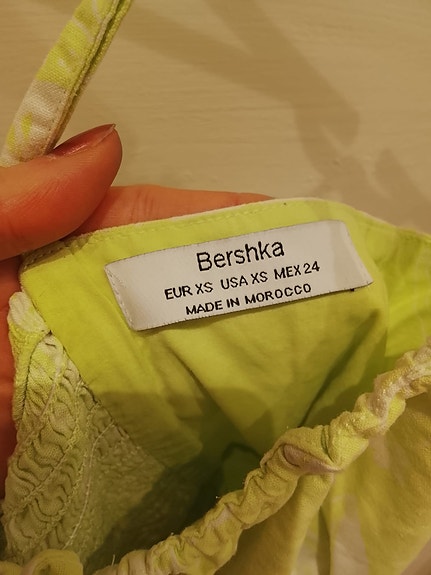 Bershka
EUR XS USA XS MEX 24
MADE IN MOROCCO